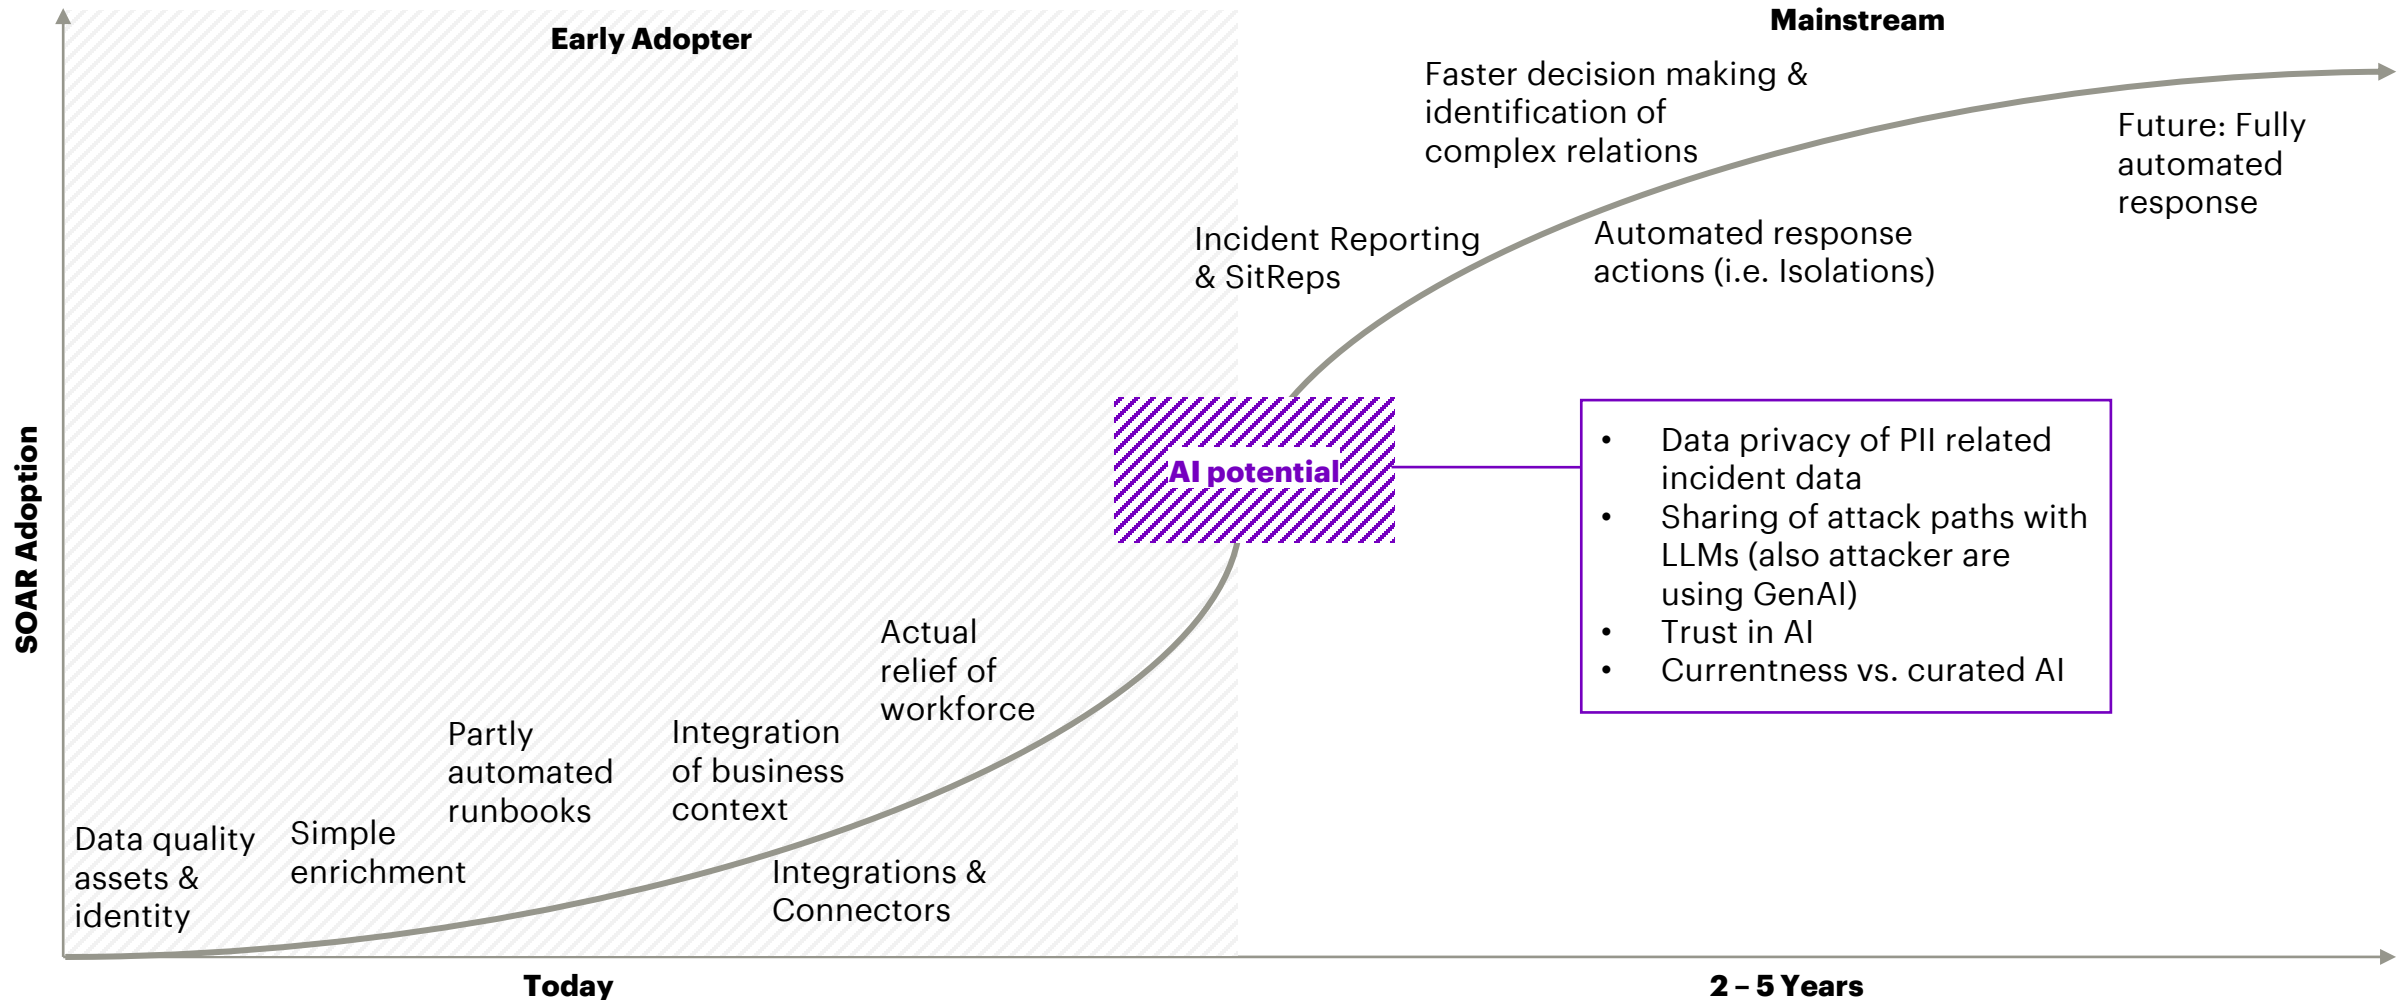 Early Adopter
Mainstream
Faster decision making &
identification of
complex relations
Future: Fully
automated
response
Incident Reporting
& SitReps
Automated response
actions (i.e. Isolations)
AI potential
• Data privacy of PII related
incident data
• Sharing of attack paths with
LLMs (also attacker are
using GenAI)
• Trust in AI
• Currentness vs. curated AI
SOAR Adoption
Actual
relief of
workforce
Integration
of business
context
Partly
automated
runbooks
Simple
enrichment
Data quality
assets &
identity
Integrations &
Connectors
Today
2 – 5 Years